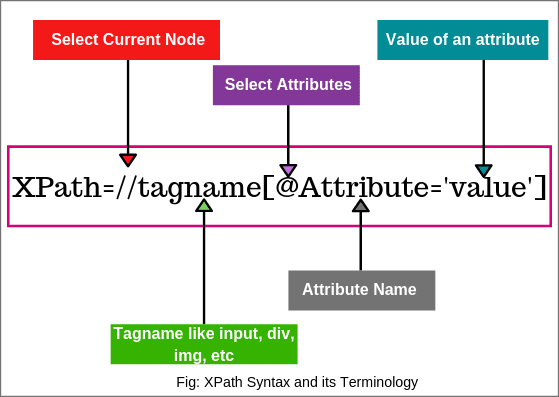 Select Current Node
Value of an attribute
Select Attributes
XPath=//tagname[@Attribute='value']
Attribute Name
Tagname like input, div,
img, etc
Fig: XPath Syntax and its Terminology